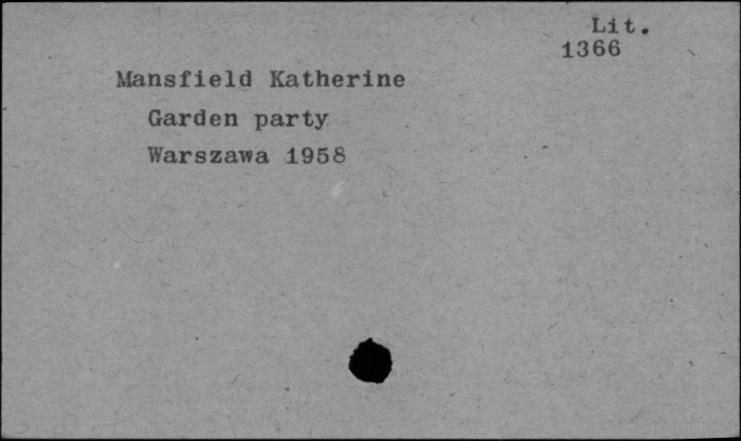 Lit.
1366
Mansfield Katherine
Garden party
Warszawa 1958